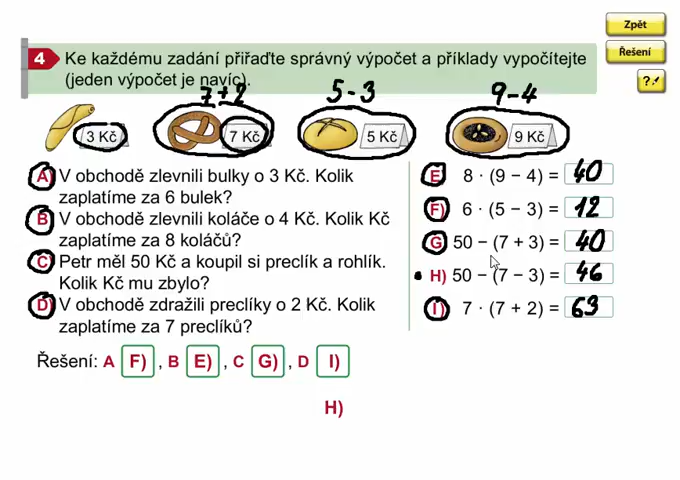 Zpět
4 Ke každému zadání přiřaďte správný výpočet a příklady vypočítejte
Řešení
(jeden výpočet je navíc).
?
7+2 5-3 9-4
3 Kč 7 Kč 5 Kč 9 Kč
A) V obchodě zlevnili bulky o 3 Kč. Kolik
zaplatíme za 6 bulek?
B) V obchodě zlevnili koláče o 4 Kč. Kolik Kč
zaplatíme za 8 koláčů?
C) Petr měl 50 Kč a koupil si preclík a rohlík.
Kolik Kč mu zbylo?
D) V obchodě zdražili preclíky o 2 Kč. Kolik
zaplatíme za 7 preclíků?
E) 8 · (9 − 4) = 40
F) 6 · (5 − 3) = 12
G) 50 − (7 + 3) = 40
H) 50 − (7 − 3) = 46
I) 7 · (7 + 2) = 63
Řešení: A F) , B E) , C G) , D I)
H)